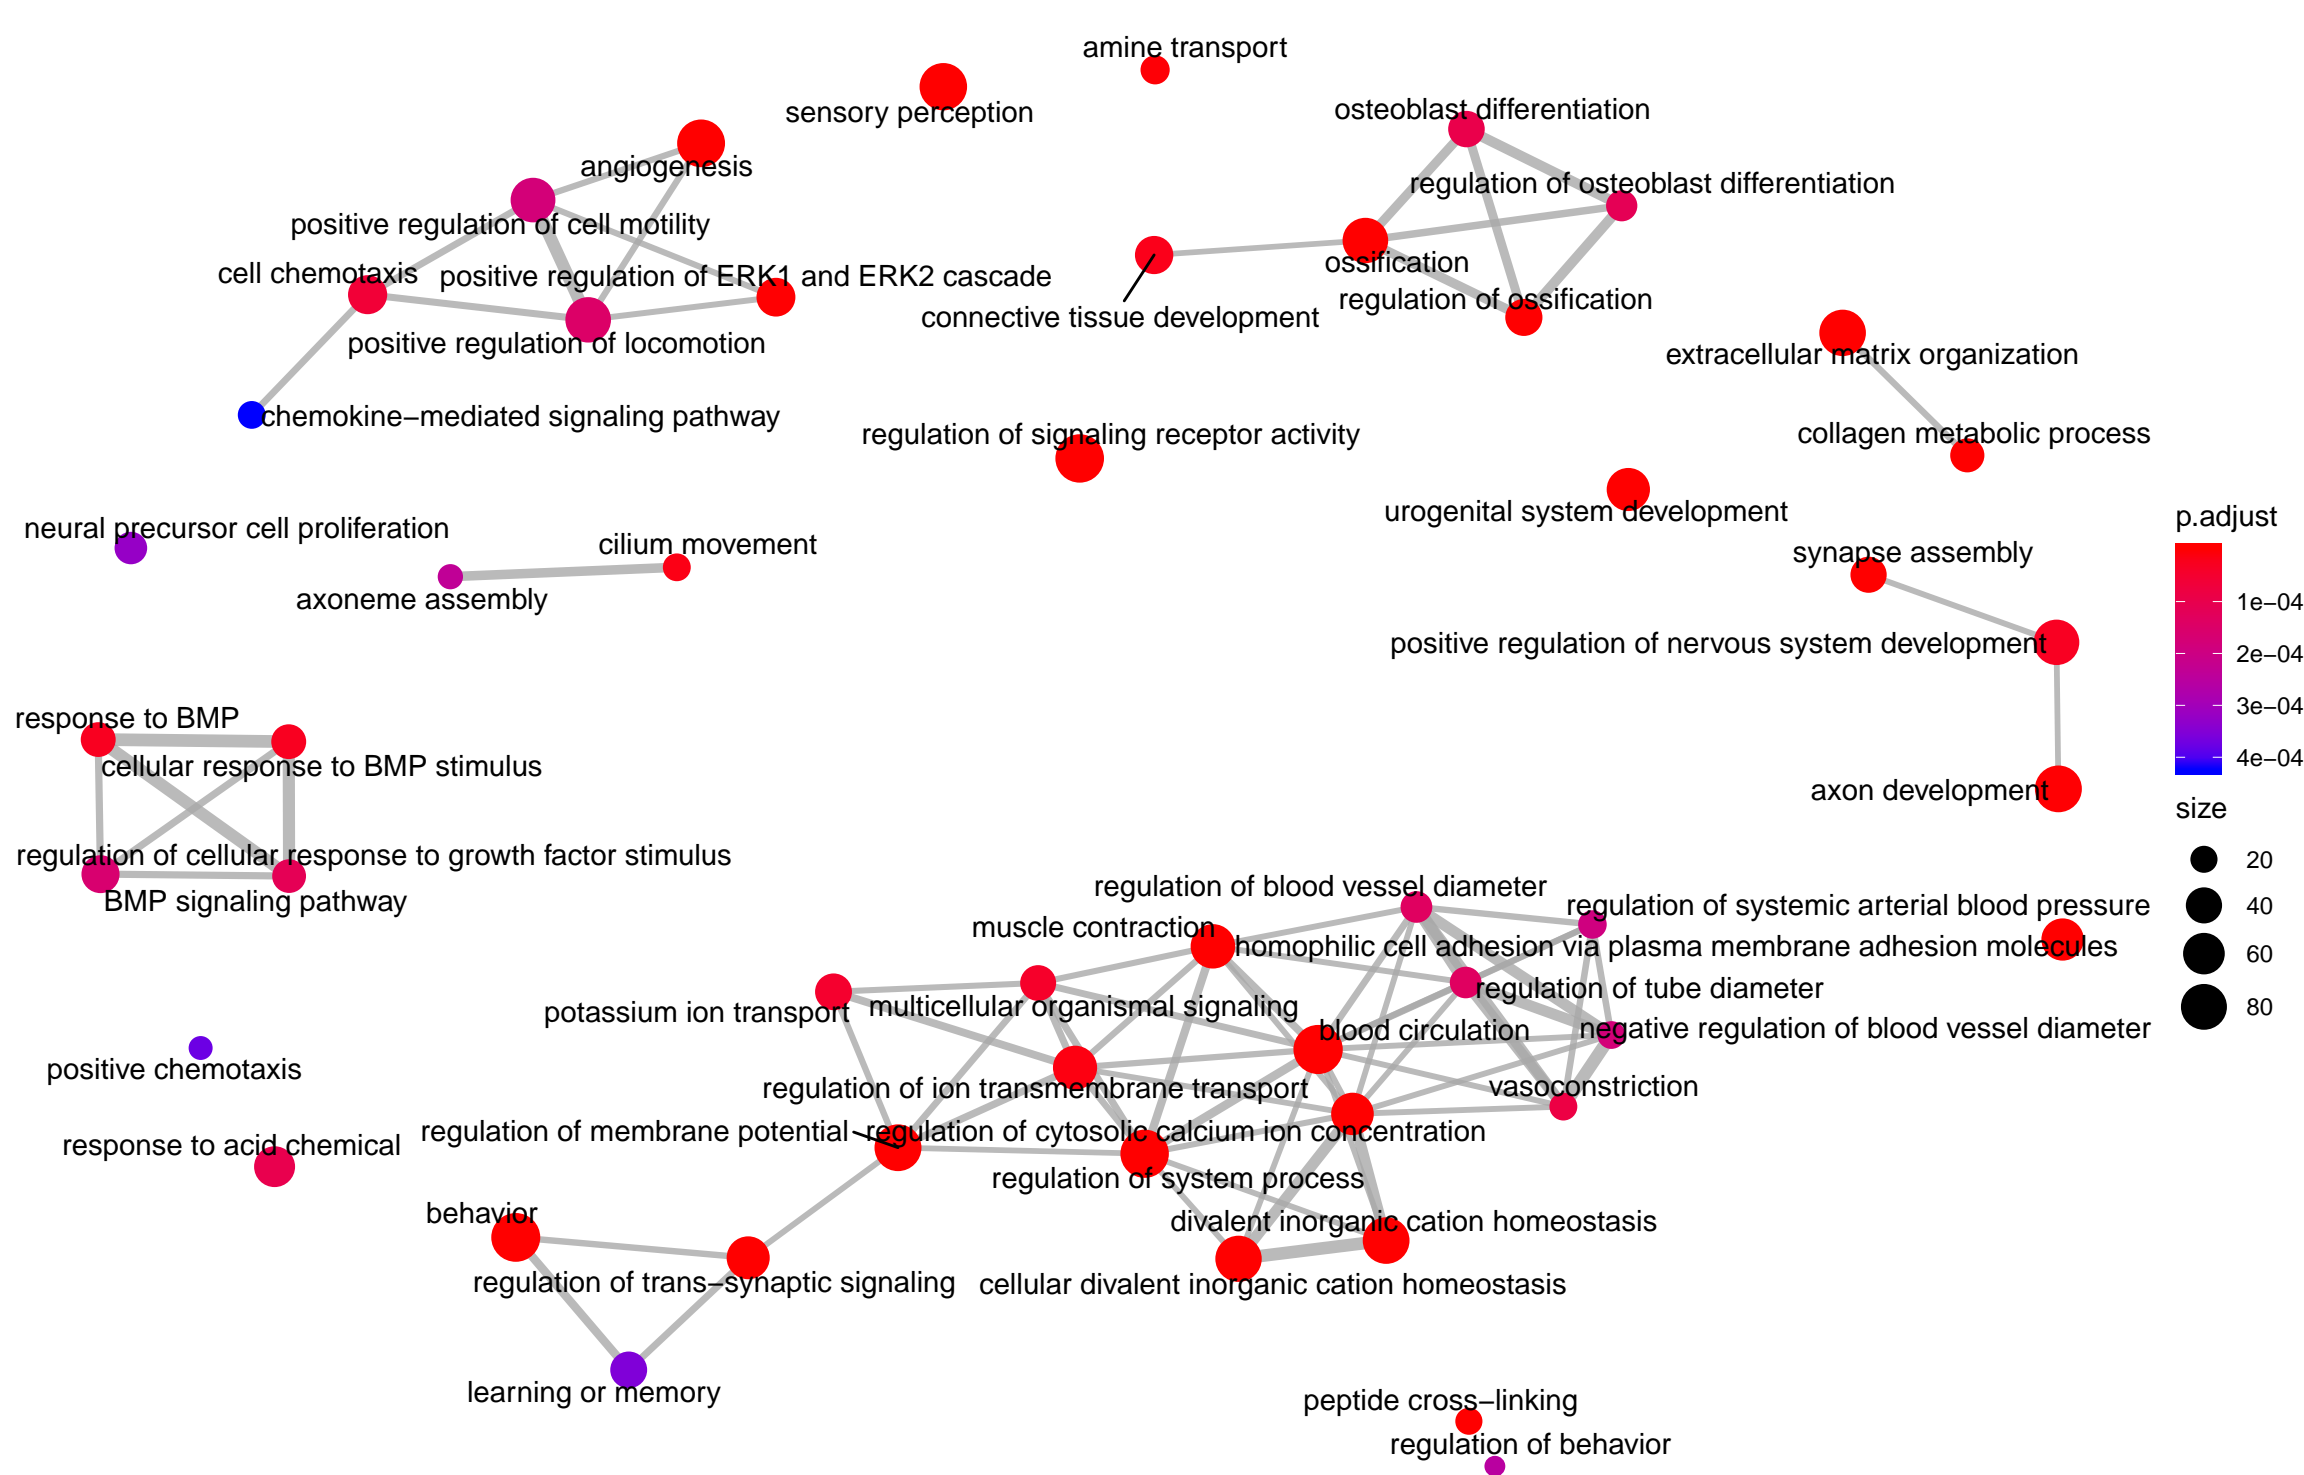 amine transport
sensory perception
osteoblast differentiation
angiogenesis
regulation of osteoblast differentiation
positive regulation of cell motility
ossification
cell chemotaxis
positive regulation of ERK1 and ERK2 cascade
regulation of ossification
connective tissue development
positive regulation of locomotion
extracellular matrix organization
chemokine−mediated signaling pathway
regulation of signaling receptor activity
collagen metabolic process
urogenital system development
neural precursor cell proliferation
cilium movement
axoneme assembly
synapse assembly
positive regulation of nervous system development
axon development
p.adjust
1e−04
2e−04
3e−04
4e−04
size
20
40
60
80
response to BMP
cellular response to BMP stimulus
regulation of cellular response to growth factor stimulus
BMP signaling pathway
regulation of blood vessel diameter
regulation of systemic arterial blood pressure
muscle contraction
homophilic cell adhesion via plasma membrane adhesion molecules
regulation of tube diameter
potassium ion transport
multicellular organismal signaling
blood circulation
negative regulation of blood vessel diameter
positive chemotaxis
regulation of ion transmembrane transport
vasoconstriction
response to acid chemical
regulation of membrane potential
regulation of cytosolic calcium ion concentration
regulation of system process
behavior
divalent inorganic cation homeostasis
regulation of trans−synaptic signaling
cellular divalent inorganic cation homeostasis
learning or memory
peptide cross−linking
regulation of behavior